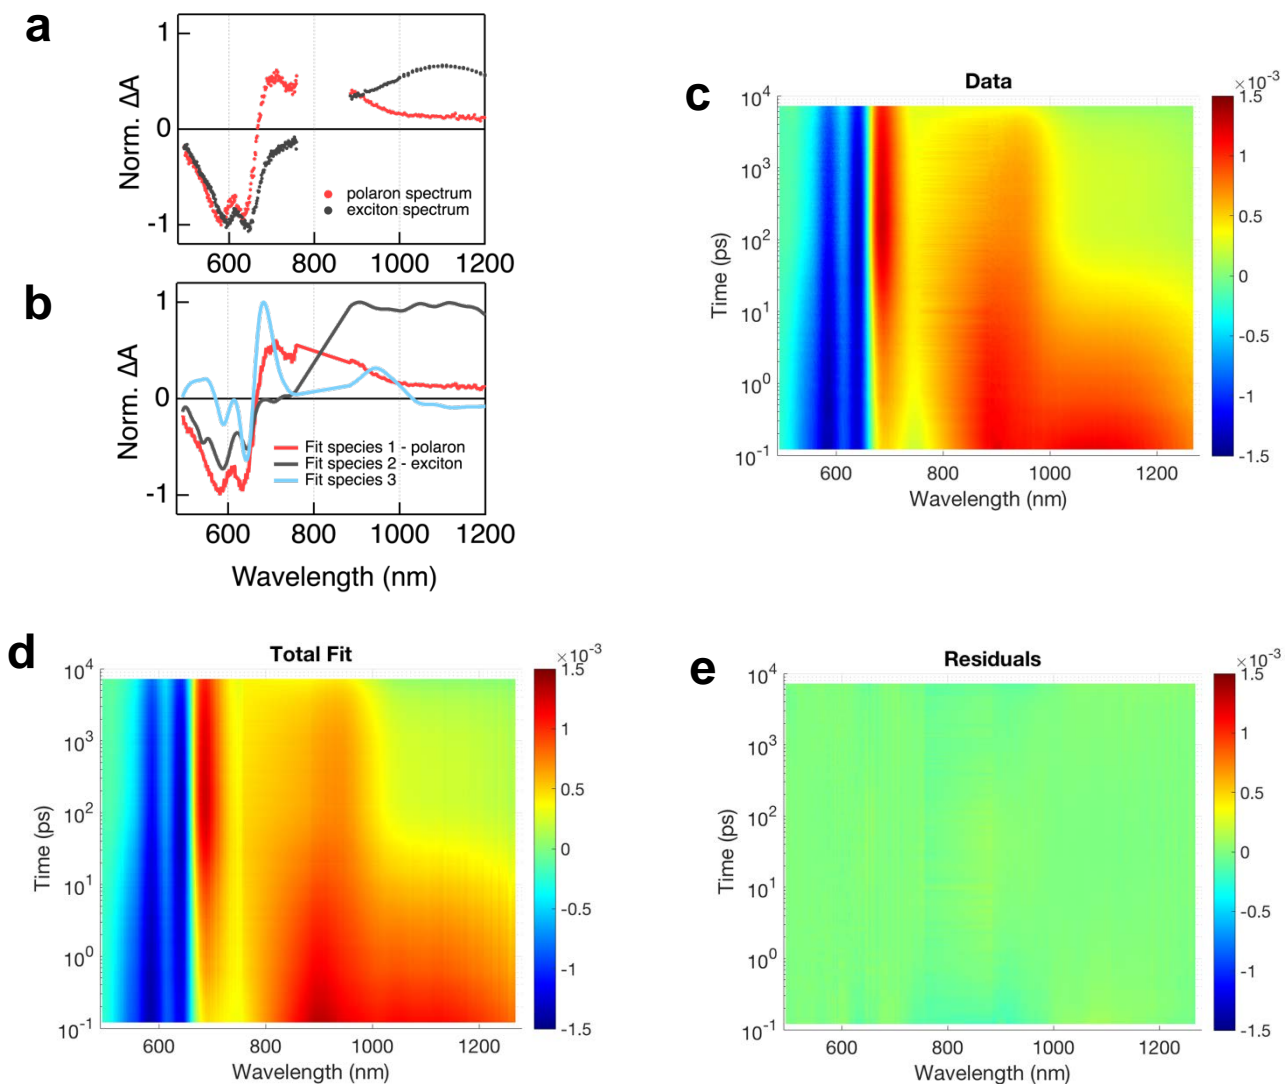 a
1
0
-1
Norm. ΔA
polaron spectrum
exciton spectrum
600 800 1000 1200
b
1
0
-1
Norm. ΔA
Fit species 1 - polaron
Fit species 2 - exciton
Fit species 3
600 800 1000 1200
Wavelength (nm)
c
Data
×10⁻³
10⁴
10³
10²
10¹
10⁰
10⁻¹
Time (ps)
600 800 1000 1200
Wavelength (nm)
1.5
1
0.5
0
-0.5
-1
-1.5
d
Total Fit
×10⁻³
10⁴
10³
10²
10¹
10⁰
10⁻¹
Time (ps)
600 800 1000 1200
Wavelength (nm)
1.5
1
0.5
0
-0.5
-1
-1.5
e
Residuals
×10⁻³
10⁴
10³
10²
10¹
10⁰
10⁻¹
Time (ps)
600 800 1000 1200
Wavelength (nm)
1.5
1
0.5
0
-0.5
-1
-1.5